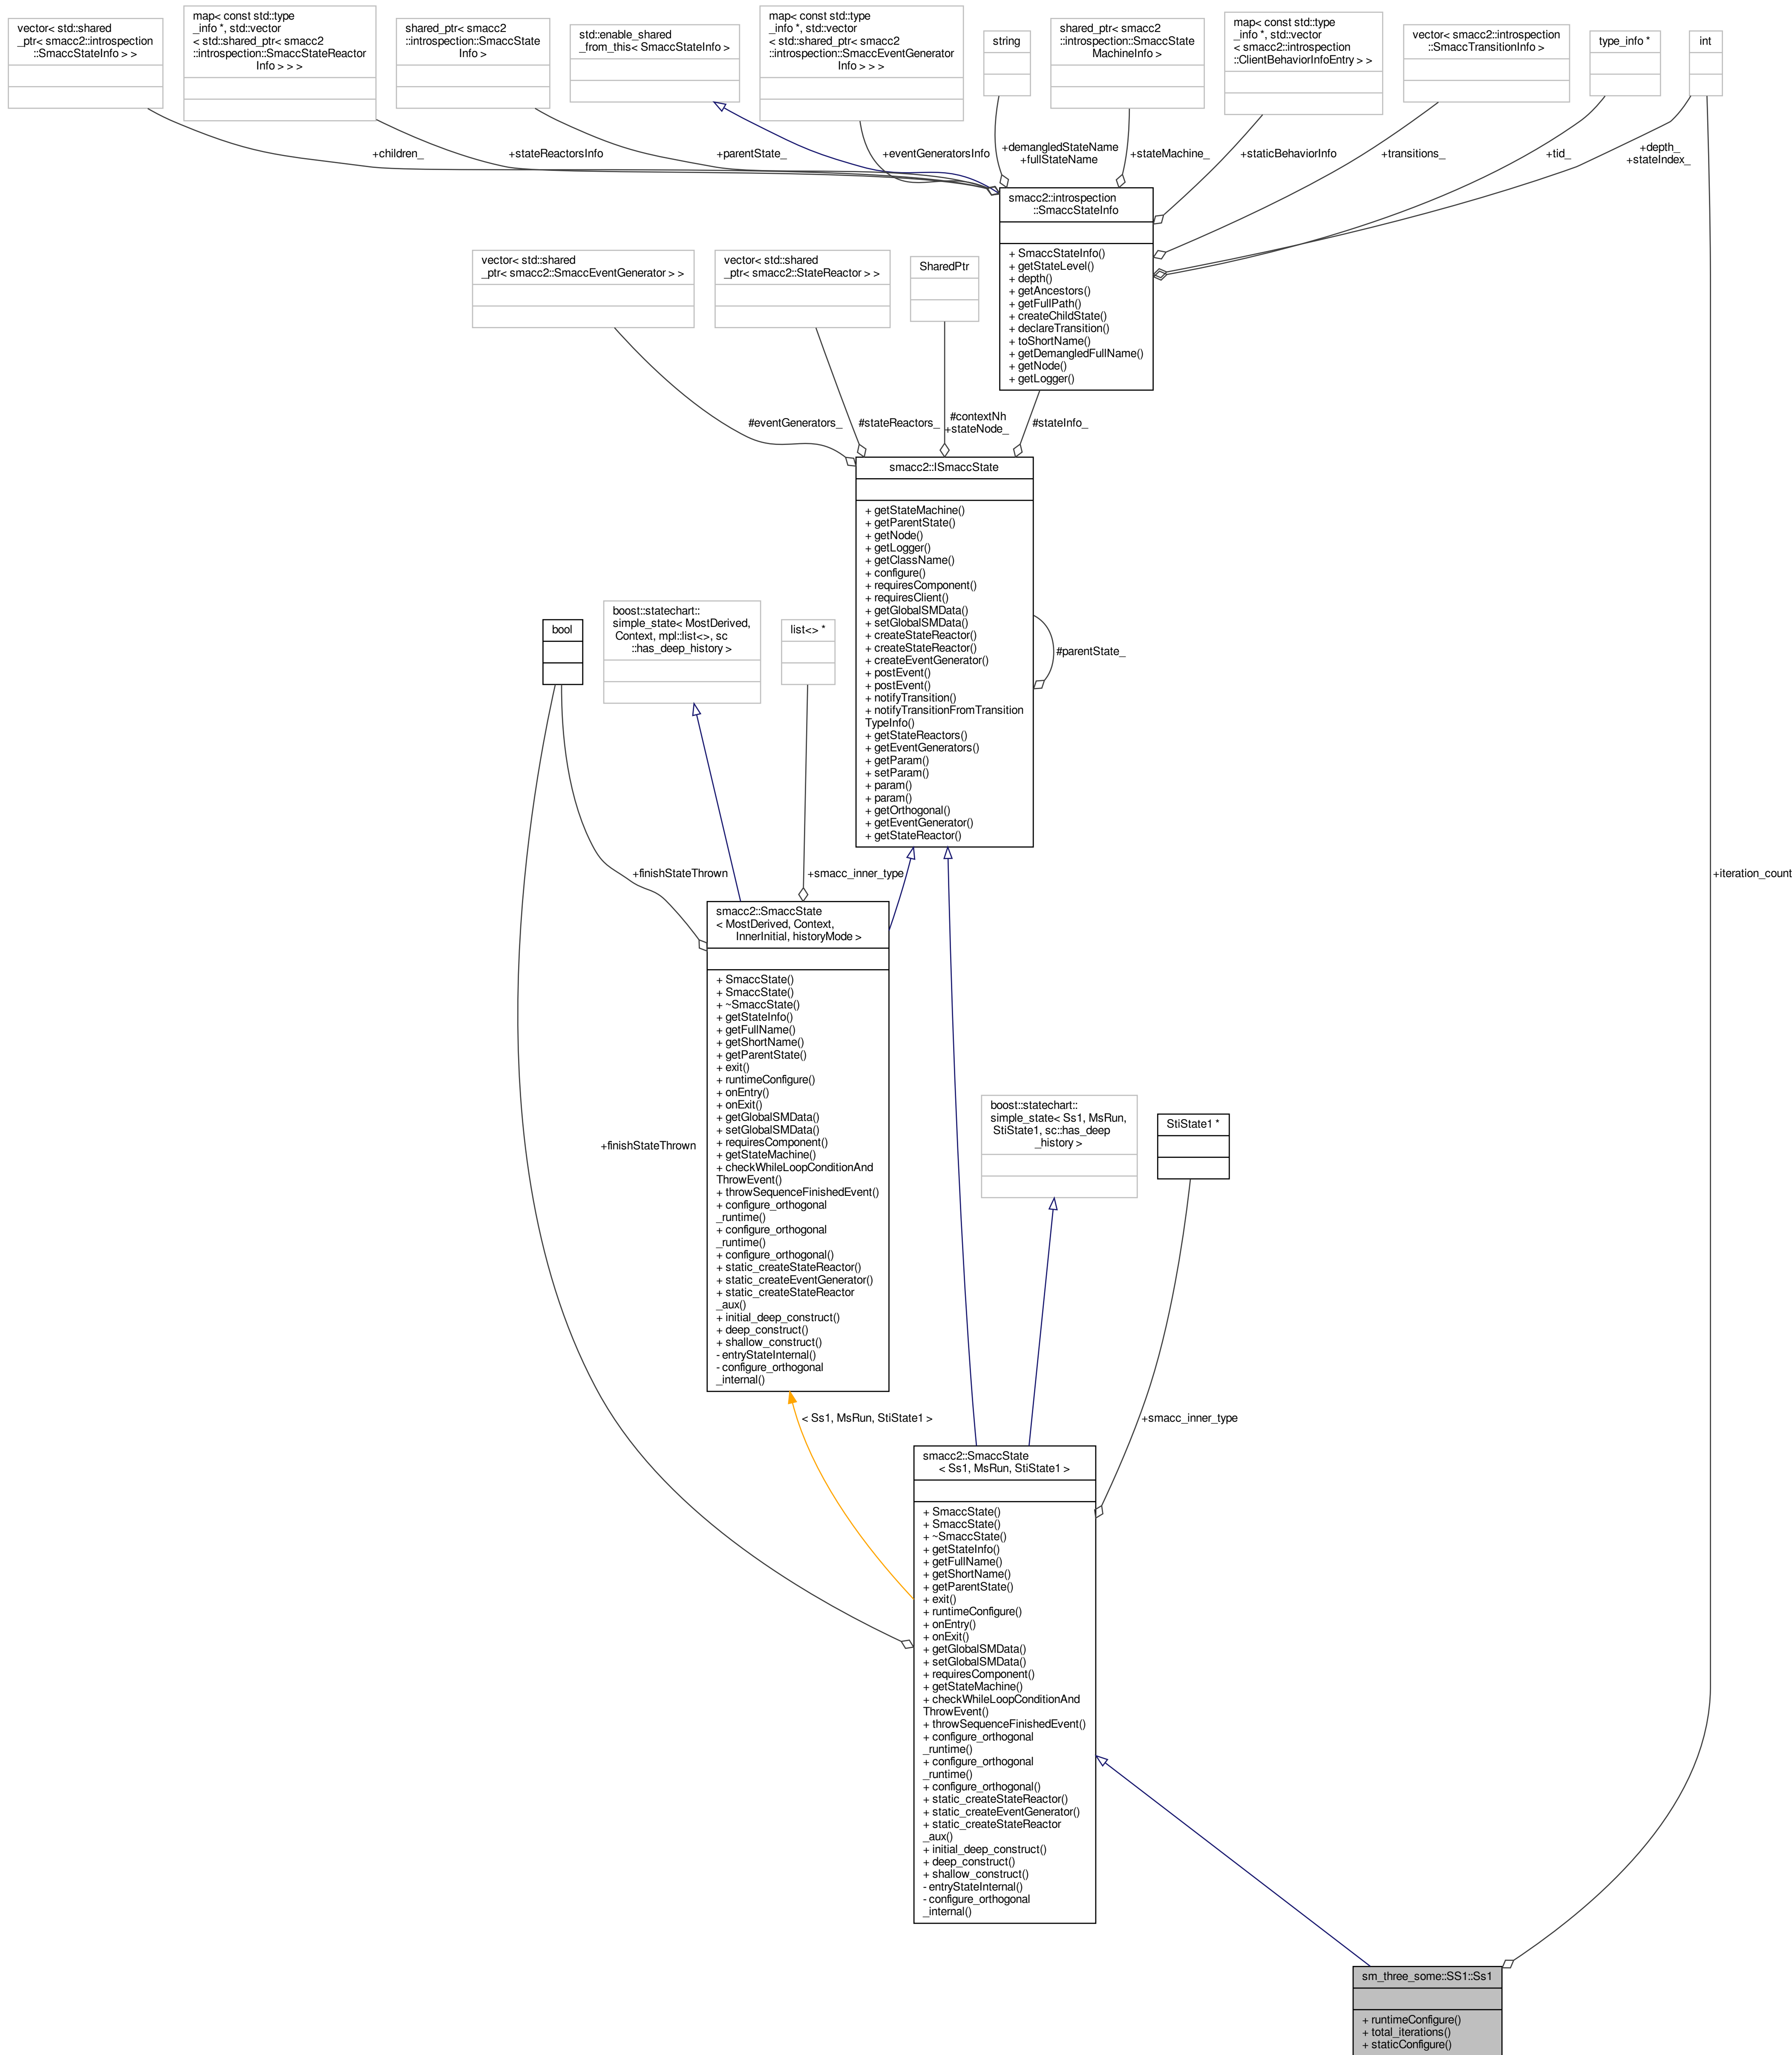 vector< std::shared
_ptr< smacc2::introspection
::SmaccStateInfo > >
map< const std::type
_info *, std::vector
< std::shared_ptr< smacc2
::introspection::SmaccStateReactor
Info > > >
shared_ptr< smacc2
::introspection::SmaccState
Info >
std::enable_shared
_from_this< SmaccStateInfo >
map< const std::type
_info *, std::vector
< std::shared_ptr< smacc2
::introspection::SmaccEventGenerator
Info > > >
string
shared_ptr< smacc2
::introspection::SmaccState
MachineInfo >
map< const std::type
_info *, std::vector
< smacc2::introspection
::ClientBehaviorInfoEntry > >
vector< smacc2::introspection
::SmaccTransitionInfo >
type_info *
int
+children_
+stateReactorsInfo
+parentState_
+eventGeneratorsInfo
+demangledStateName
+fullStateName
+stateMachine_
+staticBehaviorInfo
+transitions_
+tid_
+depth_
+stateIndex_
smacc2::introspection
::SmaccStateInfo
+ SmaccStateInfo()
+ getStateLevel()
+ depth()
+ getAncestors()
+ getFullPath()
+ createChildState()
+ declareTransition()
+ toShortName()
+ getDemangledFullName()
+ getNode()
+ getLogger()
vector< std::shared
_ptr< smacc2::SmaccEventGenerator > >
vector< std::shared
_ptr< smacc2::StateReactor > >
SharedPtr
#eventGenerators_
#stateReactors_
#contextNh
+stateNode_
#stateInfo_
smacc2::ISmaccState
+ getStateMachine()
+ getParentState()
+ getNode()
+ getLogger()
+ getClassName()
+ configure()
+ requiresComponent()
+ requiresClient()
+ getGlobalSMData()
+ setGlobalSMData()
+ createStateReactor()
+ createStateReactor()
+ createEventGenerator()
+ postEvent()
+ postEvent()
+ notifyTransition()
+ notifyTransitionFromTransition
TypeInfo()
+ getStateReactors()
+ getEventGenerators()
+ getParam()
+ setParam()
+ param()
+ param()
+ getOrthogonal()
+ getEventGenerator()
+ getStateReactor()
#parentState_
bool
boost::statechart::
simple_state< MostDerived,
Context, mpl::list<>, sc
::has_deep_history >
list<> *
+finishStateThrown
+smacc_inner_type
+iteration_count
smacc2::SmaccState
< MostDerived, Context,
InnerInitial, historyMode >
+ SmaccState()
+ SmaccState()
+ ~SmaccState()
+ getStateInfo()
+ getFullName()
+ getShortName()
+ getParentState()
+ exit()
+ runtimeConfigure()
+ onEntry()
+ onExit()
+ getGlobalSMData()
+ setGlobalSMData()
+ requiresComponent()
+ getStateMachine()
+ checkWhileLoopConditionAnd
ThrowEvent()
+ throwSequenceFinishedEvent()
+ configure_orthogonal
_runtime()
+ configure_orthogonal
_runtime()
+ configure_orthogonal()
+ static_createStateReactor()
+ static_createEventGenerator()
+ static_createStateReactor
_aux()
+ initial_deep_construct()
+ deep_construct()
+ shallow_construct()
- entryStateInternal()
- configure_orthogonal
_internal()
+finishStateThrown
boost::statechart::
simple_state< Ss1, MsRun,
StiState1, sc::has_deep
_history >
StiState1 *
< Ss1, MsRun, StiState1 >
+smacc_inner_type
smacc2::SmaccState
< Ss1, MsRun, StiState1 >
+ SmaccState()
+ SmaccState()
+ ~SmaccState()
+ getStateInfo()
+ getFullName()
+ getShortName()
+ getParentState()
+ exit()
+ runtimeConfigure()
+ onEntry()
+ onExit()
+ getGlobalSMData()
+ setGlobalSMData()
+ requiresComponent()
+ getStateMachine()
+ checkWhileLoopConditionAnd
ThrowEvent()
+ throwSequenceFinishedEvent()
+ configure_orthogonal
_runtime()
+ configure_orthogonal
_runtime()
+ configure_orthogonal()
+ static_createStateReactor()
+ static_createEventGenerator()
+ static_createStateReactor
_aux()
+ initial_deep_construct()
+ deep_construct()
+ shallow_construct()
- entryStateInternal()
- configure_orthogonal
_internal()
sm_three_some::SS1::Ss1
+ runtimeConfigure()
+ total_iterations()
+ staticConfigure()